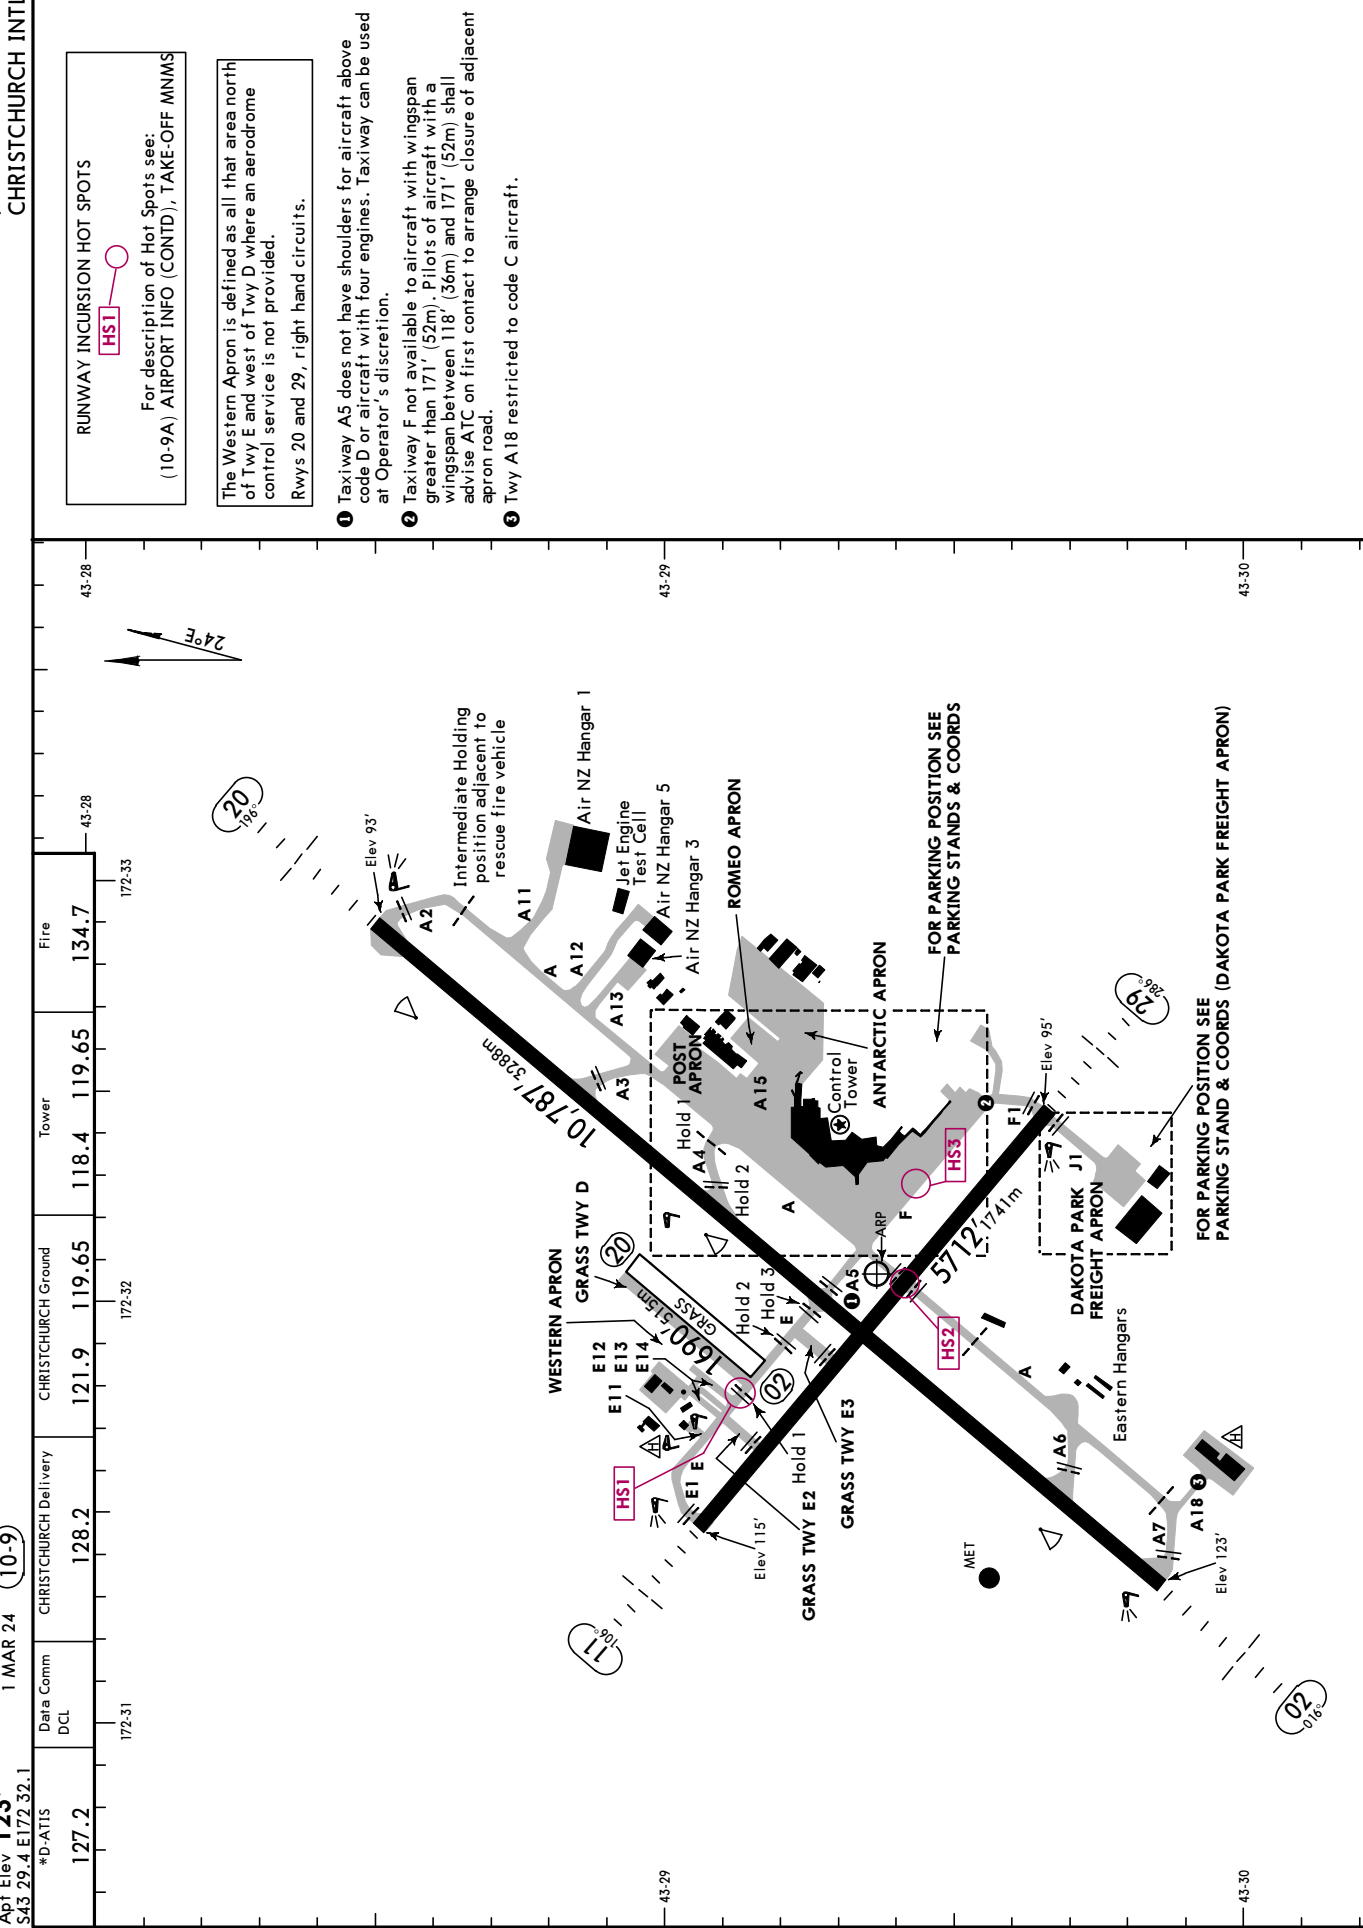 Apt Elev 123'
S43 29.4 E172 32.1
1 MAR 24
10-9
CHRISTCHURCH INTL
*D-ATIS
127.2
Data Comm
DCL
CHRISTCHURCH Delivery
128.2
CHRISTCHURCH Ground
121.9 119.65
Tower
118.4 119.65
Fire
134.7
172-31
172-32
172-33
43-28
43-28
43-29
43-29
43-30
43-30
24°E
RUNWAY INCURSION HOT SPOTS
HS1
For description of Hot Spots see:
(10-9A) AIRPORT INFO (CONTD), TAKE-OFF MNMS
The Western Apron is defined as all that area north
of Twy E and west of Twy D where an aerodrome
control service is not provided.
Rwys 20 and 29, right hand circuits.
1 Taxiway A5 does not have shoulders for aircraft above
code D or aircraft with four engines. Taxiway can be used
at Operator's discretion.
2 Taxiway F not available to aircraft with wingspan
greater than 171' (52m). Pilots of aircraft with a
wingspan between 118' (36m) and 171' (52m) shall
advise ATC on first contact to arrange closure of adjacent
apron road.
3 Twy A18 restricted to code C aircraft.
20
196°
Elev 93'
A2
Intermediate Holding
position adjacent to
rescue fire vehicle
Air NZ Hangar 1
A11
A
A12
Jet Engine
Test Cell
Air NZ Hangar 5
Air NZ Hangar 3
A13
10,787' 3288m
A3
ROMEO APRON
POST
APRON
Hold 1
A4
Hold 2
A15
Control
Tower
ANTARCTIC APRON
FOR PARKING POSITION SEE
PARKING STANDS & COORDS
WESTERN APRON
GRASS TWY D
20
1690' 515m
GRASS
02
E12
E13
E14
E11
Hold 2
Hold 3
E
1 A5
ARP
A
F
HS3
2
F1
Elev 95'
29
286°
5712' 1741m
HS2
HS1
E1
E
Hold 1
GRASS TWY E3
GRASS TWY E2
Elev 115'
11
106°
MET
DAKOTA PARK
FREIGHT APRON
J1
FOR PARKING POSITION SEE
PARKING STAND & COORDS (DAKOTA PARK FREIGHT APRON)
A
Eastern Hangars
A6
H
H
A7
A18 3
Elev 123'
02
016°